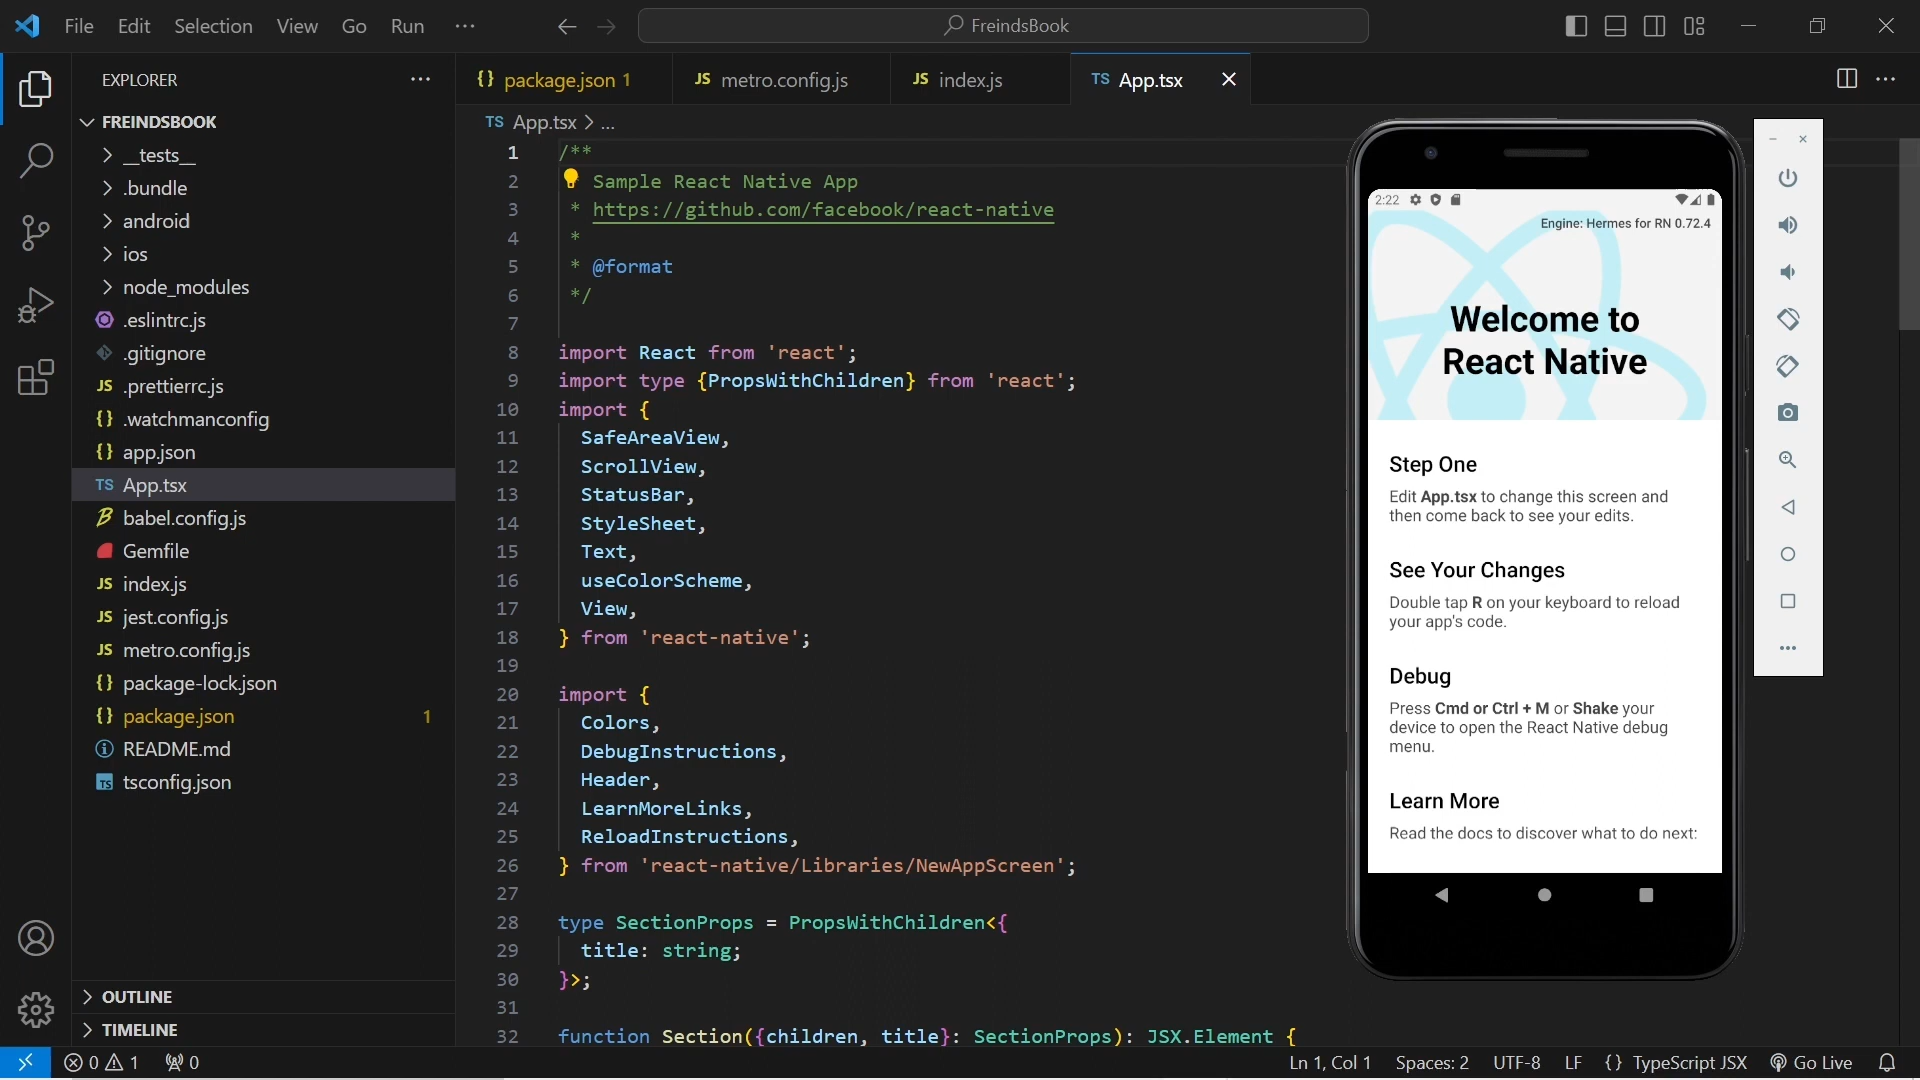 File Edit Selection View Go Run ...
FreindsBook
EXPLORER
FREINDSBOOK
__tests__
.bundle
android
ios
node_modules
.eslintrc.js
.gitignore
JS .prettierrc.js
{} .watchmanconfig
{} app.json
TS App.tsx
babel.config.js
Gemfile
JS index.js
JS jest.config.js
JS metro.config.js
{} package-lock.json
{} package.json 1
README.md
TS tsconfig.json
OUTLINE
TIMELINE
{} package.json 1
JS metro.config.js
JS index.js
TS App.tsx
TS App.tsx > ...
1 /**
2 Sample React Native App
3 * https://github.com/facebook/react-native
4 *
5 * @format
6 */
7
8 import React from 'react';
9 import type {PropsWithChildren} from 'react';
10 import {
11 SafeAreaView,
12 ScrollView,
13 StatusBar,
14 StyleSheet,
15 Text,
16 useColorScheme,
17 View,
18 } from 'react-native';
19
20 import {
21 Colors,
22 DebugInstructions,
23 Header,
24 LearnMoreLinks,
25 ReloadInstructions,
26 } from 'react-native/Libraries/NewAppScreen';
27
28 type SectionProps = PropsWithChildren<{
29 title: string;
30 }>;
31
32 function Section({children, title}: SectionProps): JSX.Element {
2:22
Engine: Hermes for RN 0.72.4
Welcome to
React Native
Step One
Edit App.tsx to change this screen and
then come back to see your edits.
See Your Changes
Double tap R on your keyboard to reload
your app's code.
Debug
Press Cmd or Ctrl + M or Shake your
device to open the React Native debug
menu.
Learn More
Read the docs to discover what to do next:
0 1 0
Ln 1, Col 1 Spaces: 2 UTF-8 LF {} TypeScript JSX Go Live